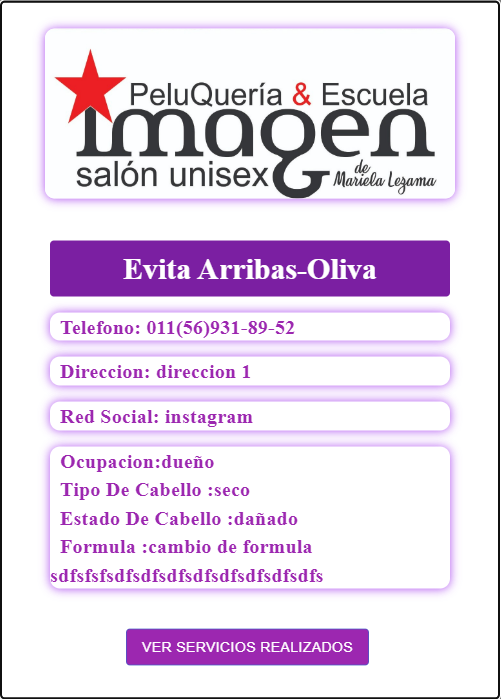 PeluQuería & Escuela
imagen
salón unisex
de
Mariela Lezama
Evita Arribas-Oliva
Telefono: 011(56)931-89-52
Direccion: direccion 1
Red Social: instagram
Ocupacion:dueño
Tipo De Cabello :seco
Estado De Cabello :dañado
Formula :cambio de formula
sdfsfsfsdfsdfsdfsdfsdfsdfsdfsdfs
VER SERVICIOS REALIZADOS